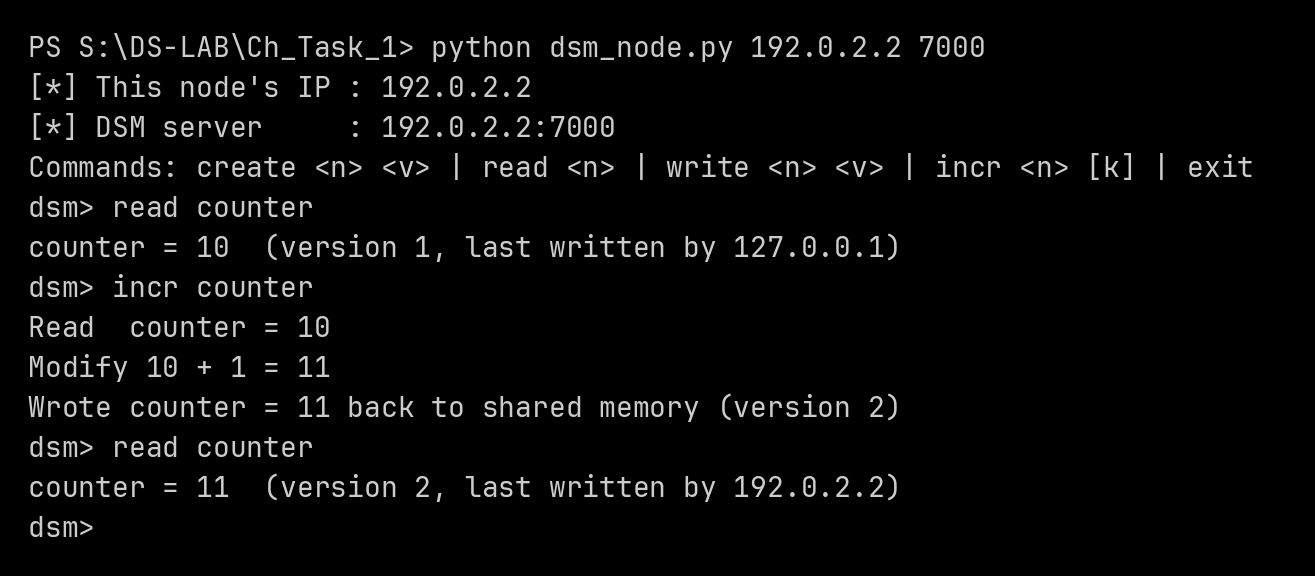 PS S:\DS-LAB\Ch_Task_1> python dsm_node.py 192.0.2.2 7000
[*] This node's IP : 192.0.2.2
[*] DSM server     : 192.0.2.2:7000
Commands: create <n> <v> | read <n> | write <n> <v> | incr <n> [k] | exit
dsm> read counter
counter = 10  (version 1, last written by 127.0.0.1)
dsm> incr counter
Read  counter = 10
Modify 10 + 1 = 11
Wrote counter = 11 back to shared memory (version 2)
dsm> read counter
counter = 11  (version 2, last written by 192.0.2.2)
dsm>